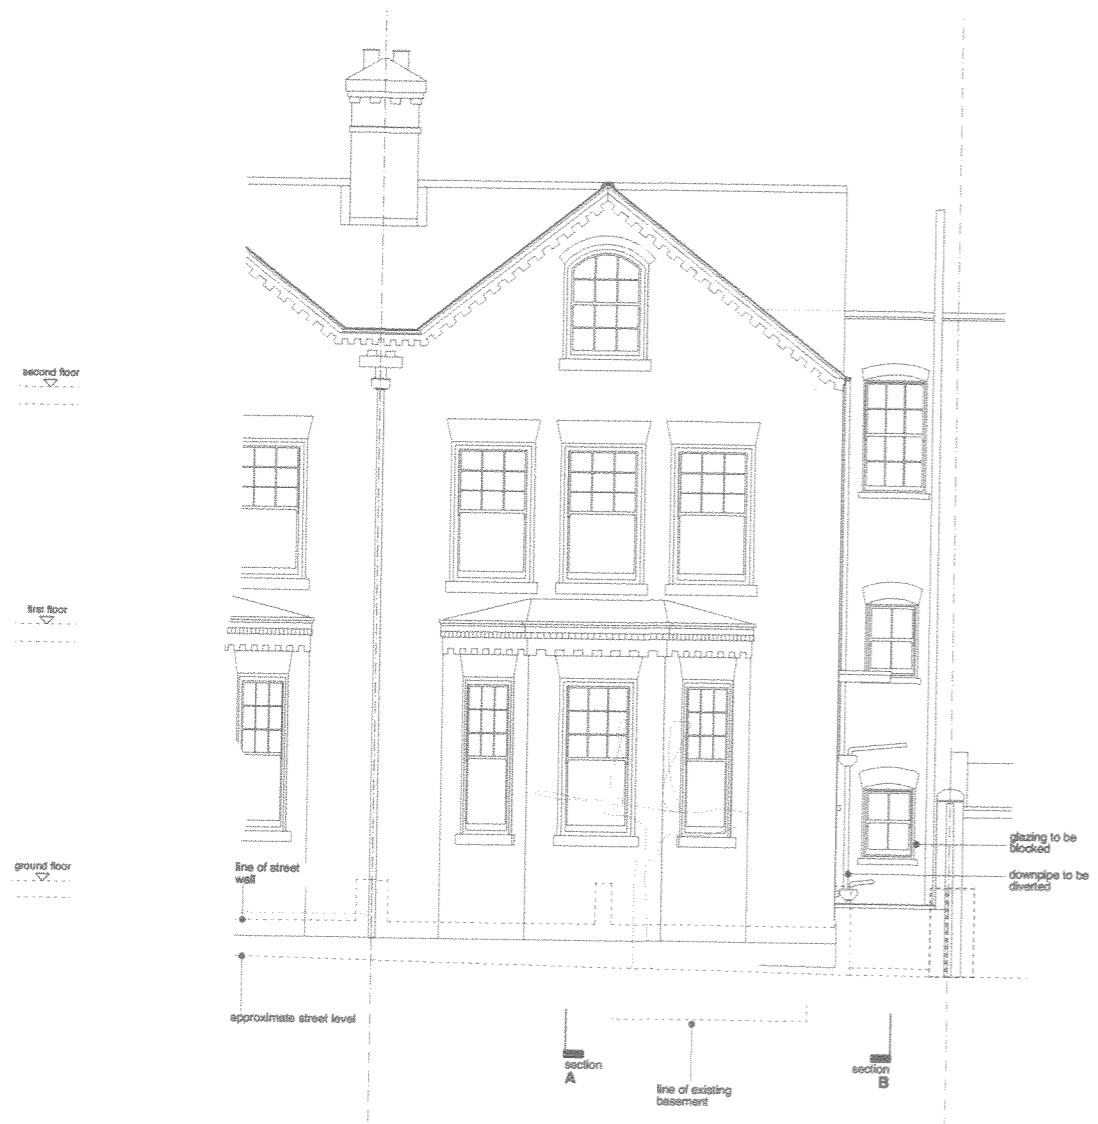 second floor
first floor
ground floor
line of street
wall
glazing to be
blocked
downpipe to be
diverted
approximate street level
section
A
section
B
line of existing
basement